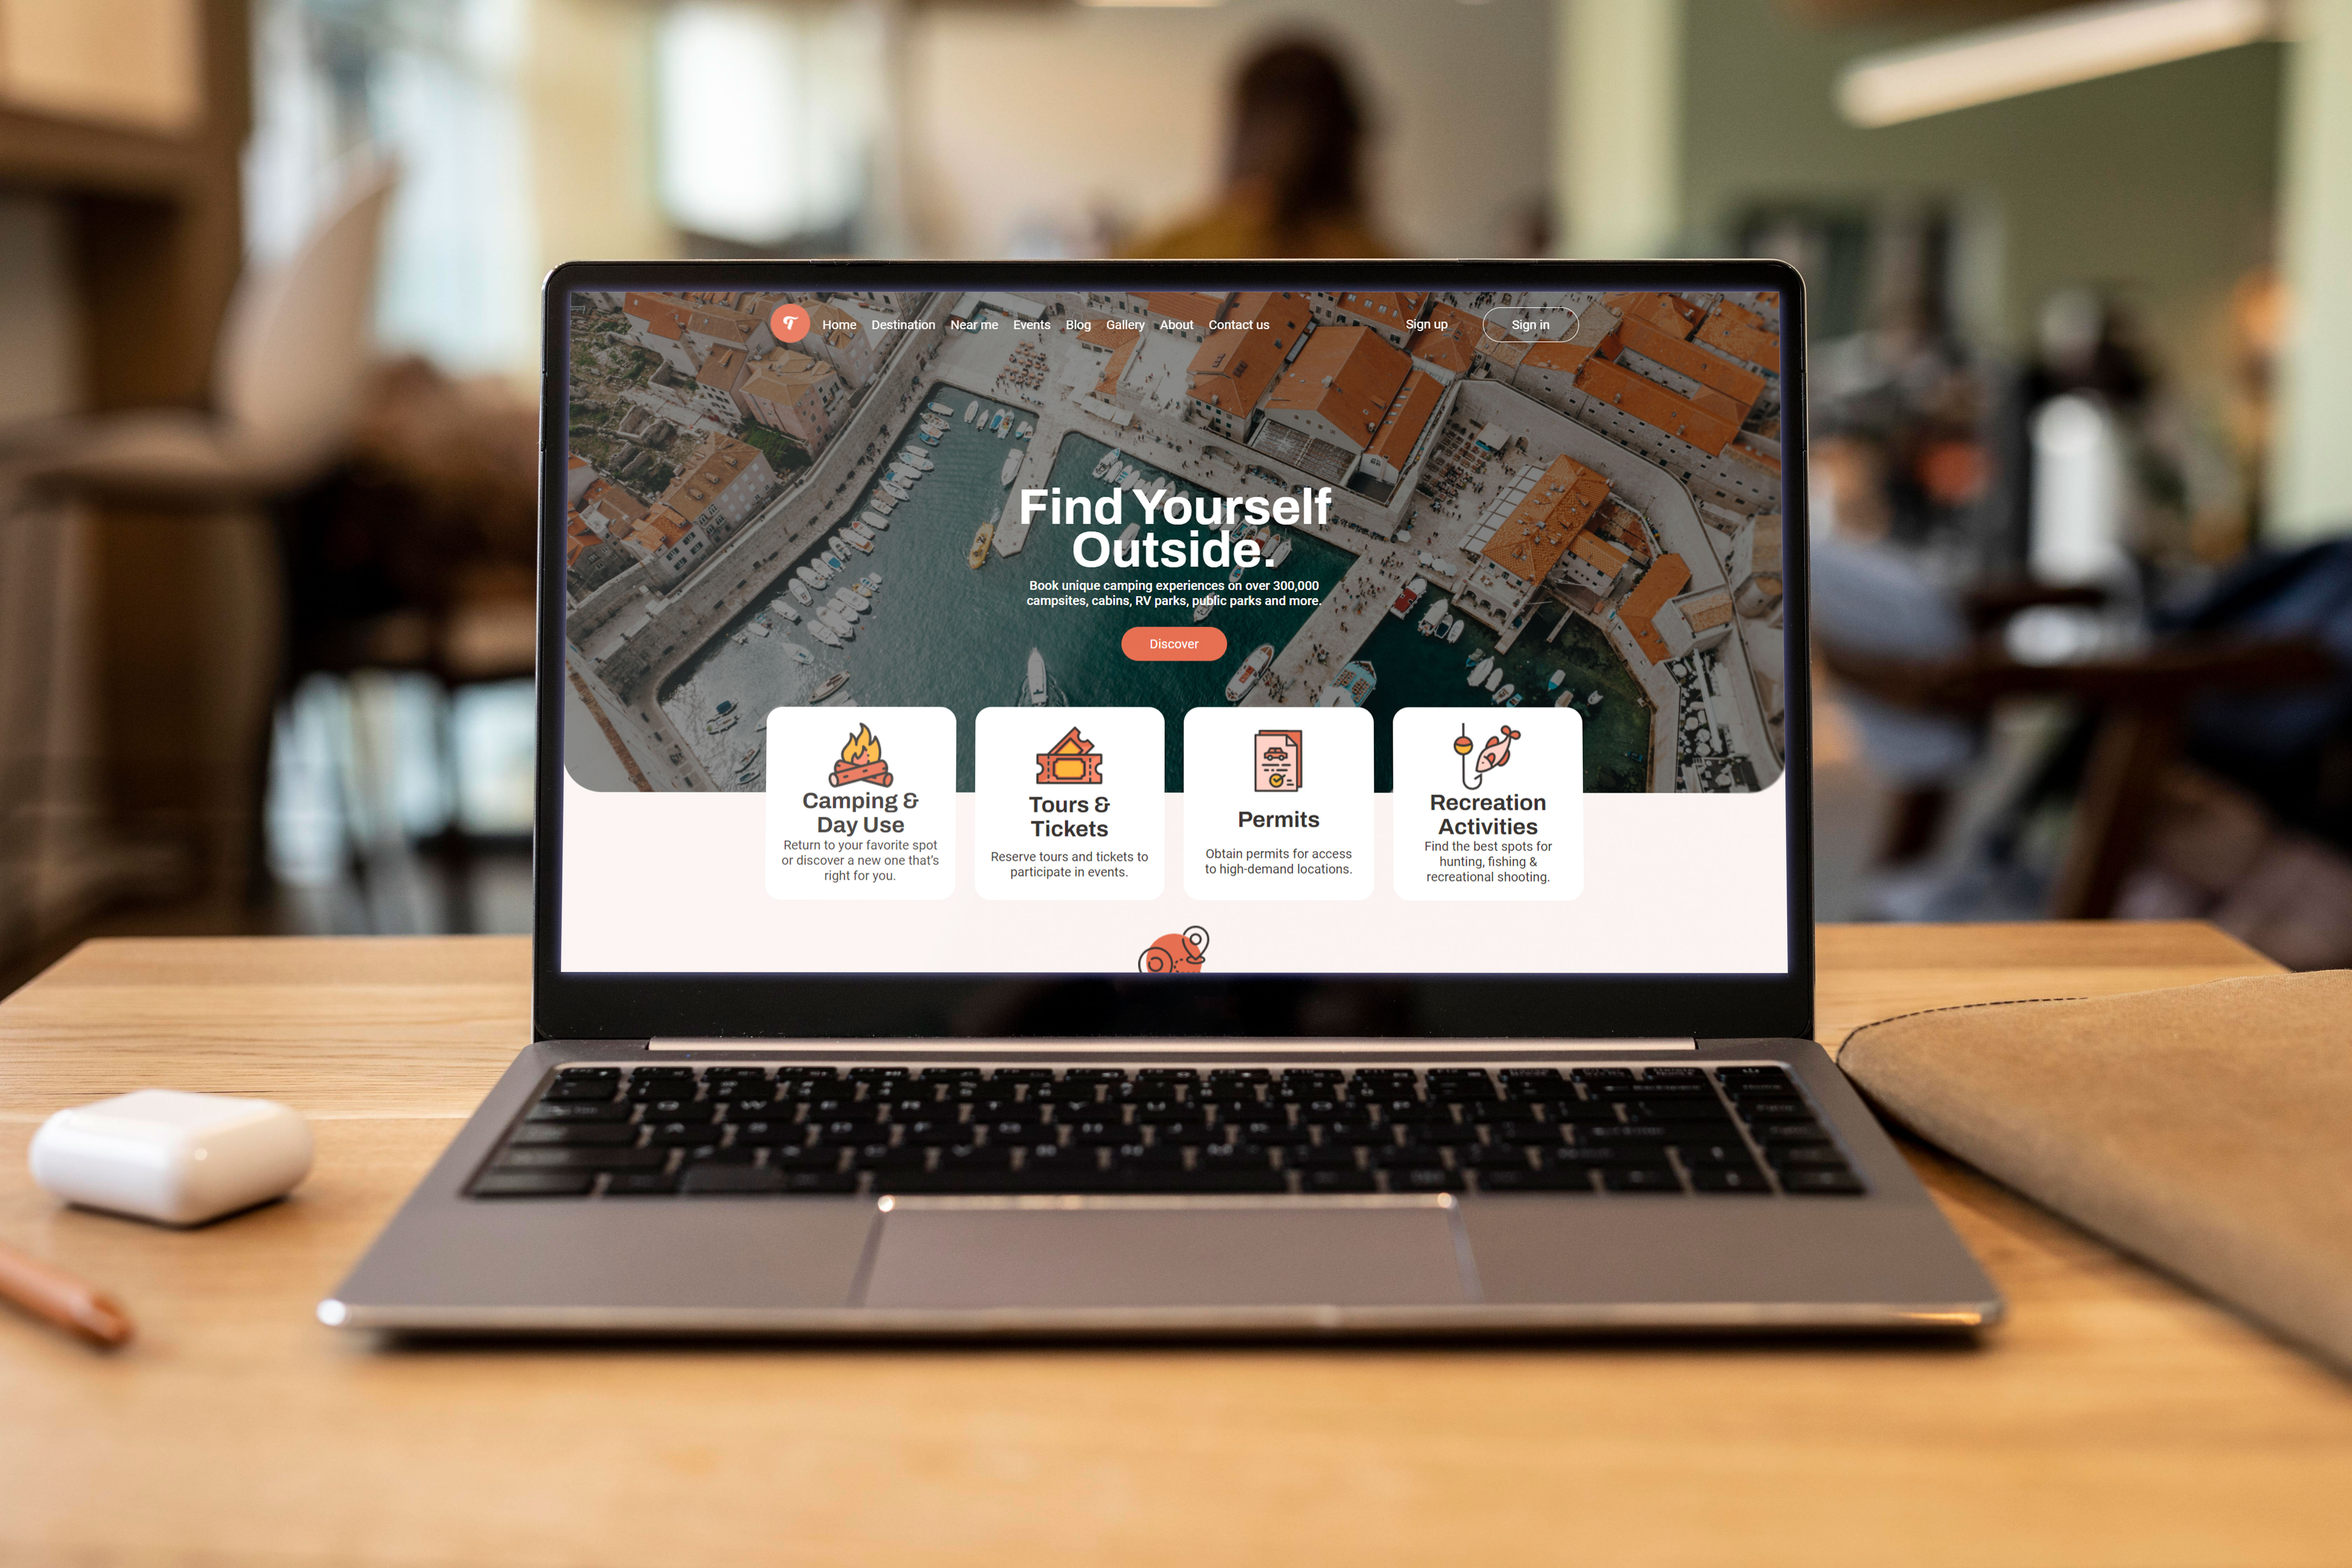 Home Destination Near me Events Blog Gallery About Contact us Sign up Sign in
Find Yourself
Outside.
Book unique camping experiences on over 300,000
campsites, cabins, RV parks, public parks and more.
Discover
Camping &
Day Use
Return to your favorite spot
or discover a new one that's
right for you.
Tours &
Tickets
Reserve tours and tickets to
participate in events.
Permits
Obtain permits for access
to high-demand locations.
Recreation
Activities
Find the best spots for
hunting, fishing &
recreational shooting.